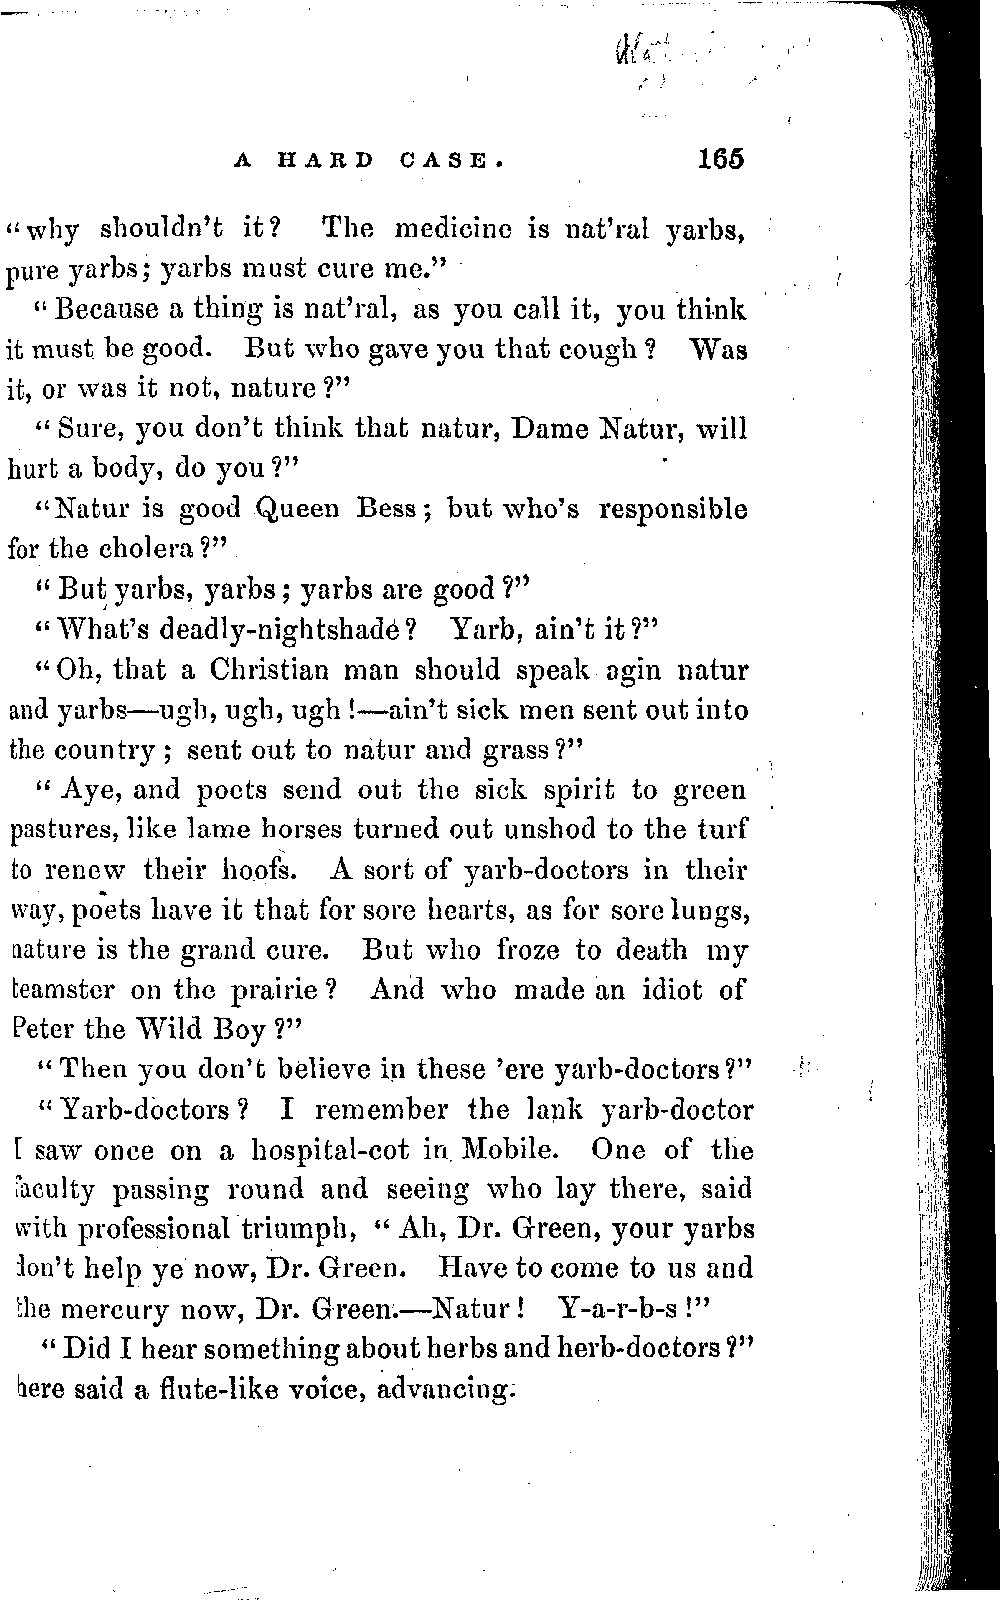 A HARD CASE. 165
"why shouldn't it? The medicine is nat'ral yarbs,
pure yarbs; yarbs must cure me."
"Because a thing is nat'ral, as you call it, you think
it must be good. But who gave you that cough? Was
it, or was it not, nature?"
"Sure, you don't think that natur, Dame Natur, will
hurt a body, do you?"
"Natur is good Queen Bess; but who's responsible
for the cholera?"
"But yarbs, yarbs; yarbs are good?"
"What's deadly-nightshade? Yarb, ain't it?"
"Oh, that a Christian man should speak agin natur
and yarbs—ugh, ugh, ugh!—ain't sick men sent out into
the country; sent out to natur and grass?"
"Aye, and poets send out the sick spirit to green
pastures, like lame horses turned out unshod to the turf
to renew their hoofs. A sort of yarb-doctors in their
way, poets have it that for sore hearts, as for sore lungs,
nature is the grand cure. But who froze to death my
teamster on the prairie? And who made an idiot of
Peter the Wild Boy?"
"Then you don't believe in these 'ere yarb-doctors?"
"Yarb-doctors? I remember the lank yarb-doctor
I saw once on a hospital-cot in Mobile. One of the
faculty passing round and seeing who lay there, said
with professional triumph, "Ah, Dr. Green, your yarbs
don't help ye now, Dr. Green. Have to come to us and
the mercury now, Dr. Green.—Natur! Y-a-r-b-s!"
"Did I hear something about herbs and herb-doctors?"
here said a flute-like voice, advancing.